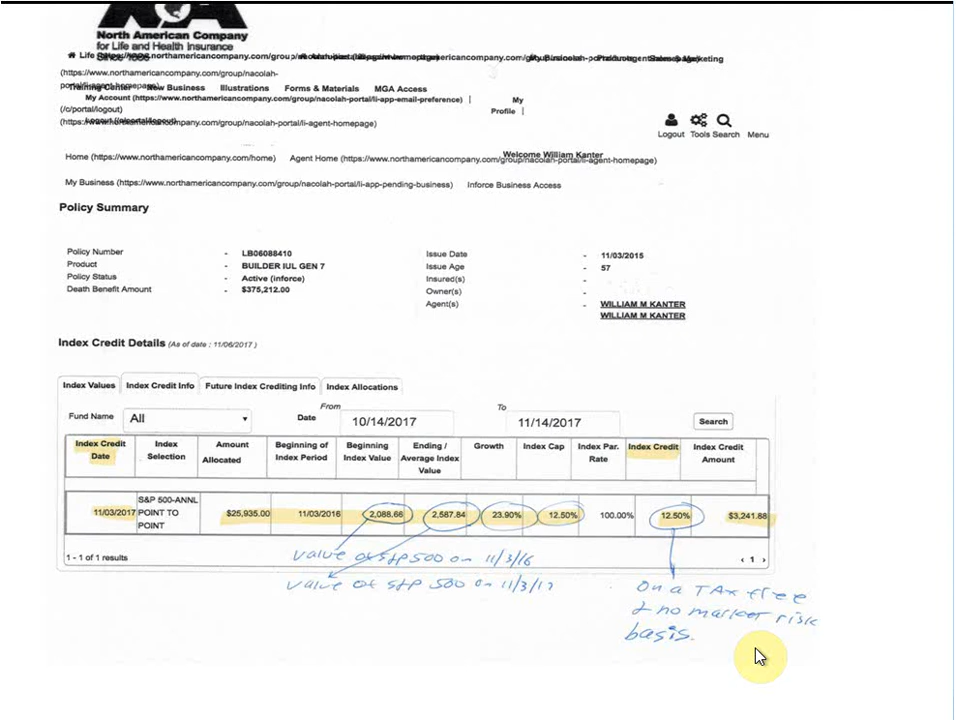 North American Company
for Life and Health Insurance
Since 1886
Life
(https://www.northamericancompany.com/group/nacolah-
Training Center New Business Illustrations Forms & Materials MGA Access
My Account (https://www.northamericancompany.com/group/nacolah-portal/li-app-email-preference) | My
Profile |
(/c/portal/logout)
(https://www.northamericancompany.com/group/nacolah-portal/li-agent-homepage)
Logout Tools Search Menu
Welcome William Kanter
Home (https://www.northamericancompany.com/home) Agent Home (https://www.northamericancompany.com/group/nacolah-portal/li-agent-homepage)
My Business (https://www.northamericancompany.com/group/nacolah-portal/li-app-pending-business) Inforce Business Access
Policy Summary
Policy Number - LB06088410 Issue Date - 11/03/2015
Product - BUILDER IUL GEN 7 Issue Age - 57
Policy Status - Active (inforce) Insured(s) -
Death Benefit Amount - $375,212.00 Owner(s) -
Agent(s) - WILLIAM M KANTER
WILLIAM M KANTER
Index Credit Details (As of date : 11/06/2017 )
Index Values Index Credit Info Future Index Crediting Info Index Allocations
Fund Name All Date From 10/14/2017 To 11/14/2017 Search
Index Credit Date Index Selection Amount Allocated Beginning of Index Period Beginning Index Value Ending / Average Index Value Growth Index Cap Index Par. Rate Index Credit Index Credit Amount
11/03/2017 S&P 500-ANNL POINT TO POINT $25,935.00 11/03/2016 2,088.66 2,587.84 23.90% 12.50% 100.00% 12.50% $3,241.88
1 - 1 of 1 results ‹ 1 ›
value of S&P 500 on 11/3/16
value of S&P 500 on 11/3/17
On a TAX free
& no market risk
basis.